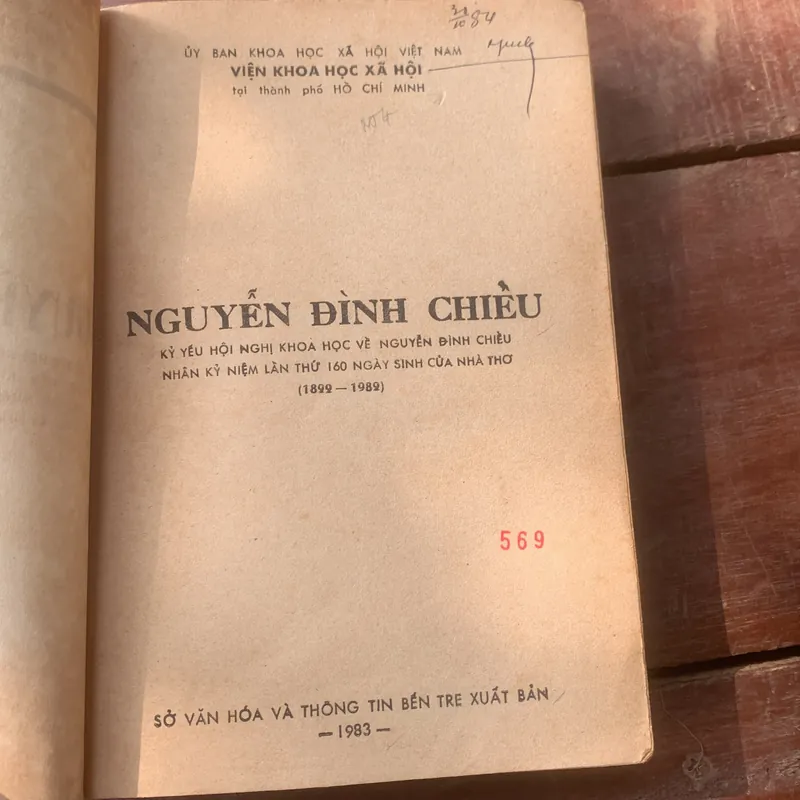 31/10 84
ỦY BAN KHOA HỌC XÃ HỘI VIỆT NAM
VIỆN KHOA HỌC XÃ HỘI
tại thành phố HỒ CHÍ MINH
NGUYỄN ĐÌNH CHIỂU
KỶ YẾU HỘI NGHỊ KHOA HỌC VỀ NGUYỄN ĐÌNH CHIỂU
NHÂN KỶ NIỆM LẦN THỨ 160 NGÀY SINH CỦA NHÀ THƠ
(1822 — 1982)
569
SỞ VĂN HÓA VÀ THÔNG TIN BẾN TRE XUẤT BẢN
— 1983 —